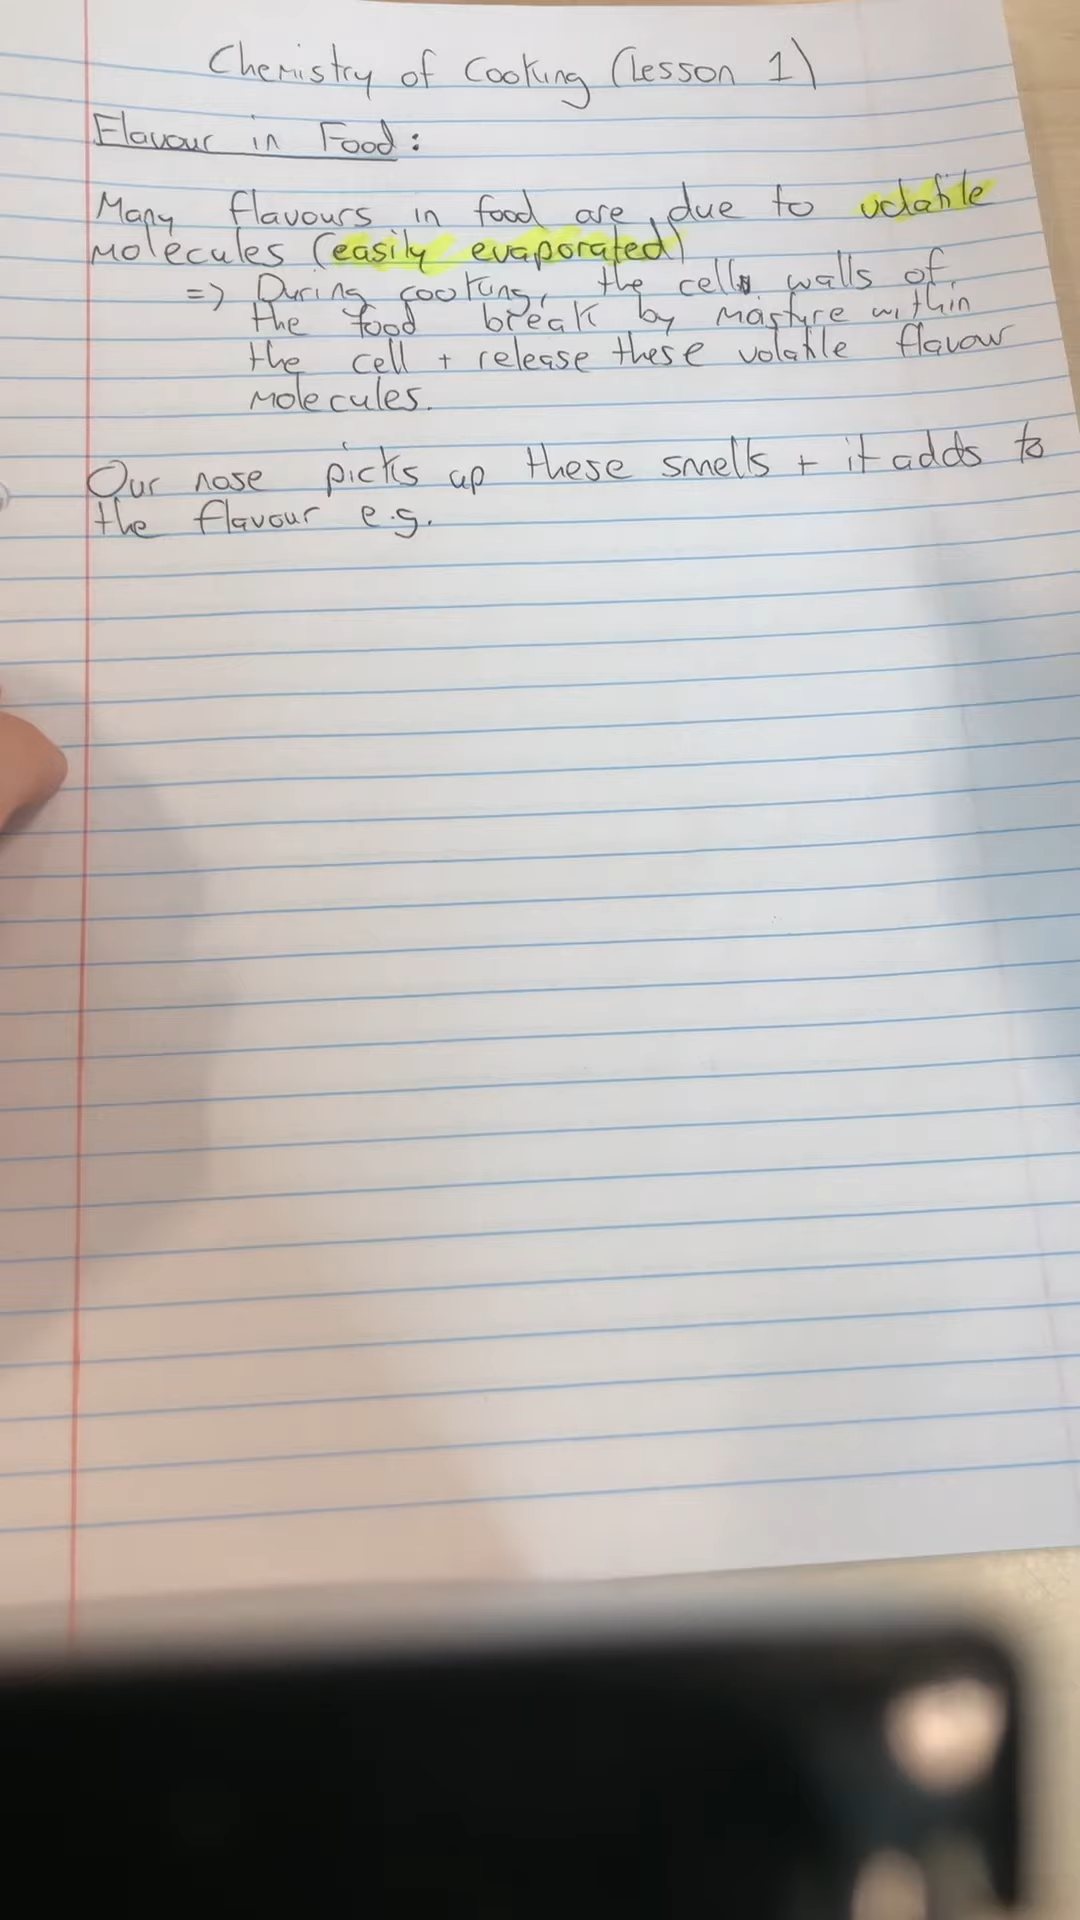 Chemistry of Cooking (Lesson 1)
Flavour in Food:
Many flavours in food are due to volatile
molecules (easily evaporated)
=> During cooking, the cell walls of
the food break by moisture within
the cell + release these volatile flavour
molecules.
Our nose picks up these smells + it adds to
the flavour e.g.